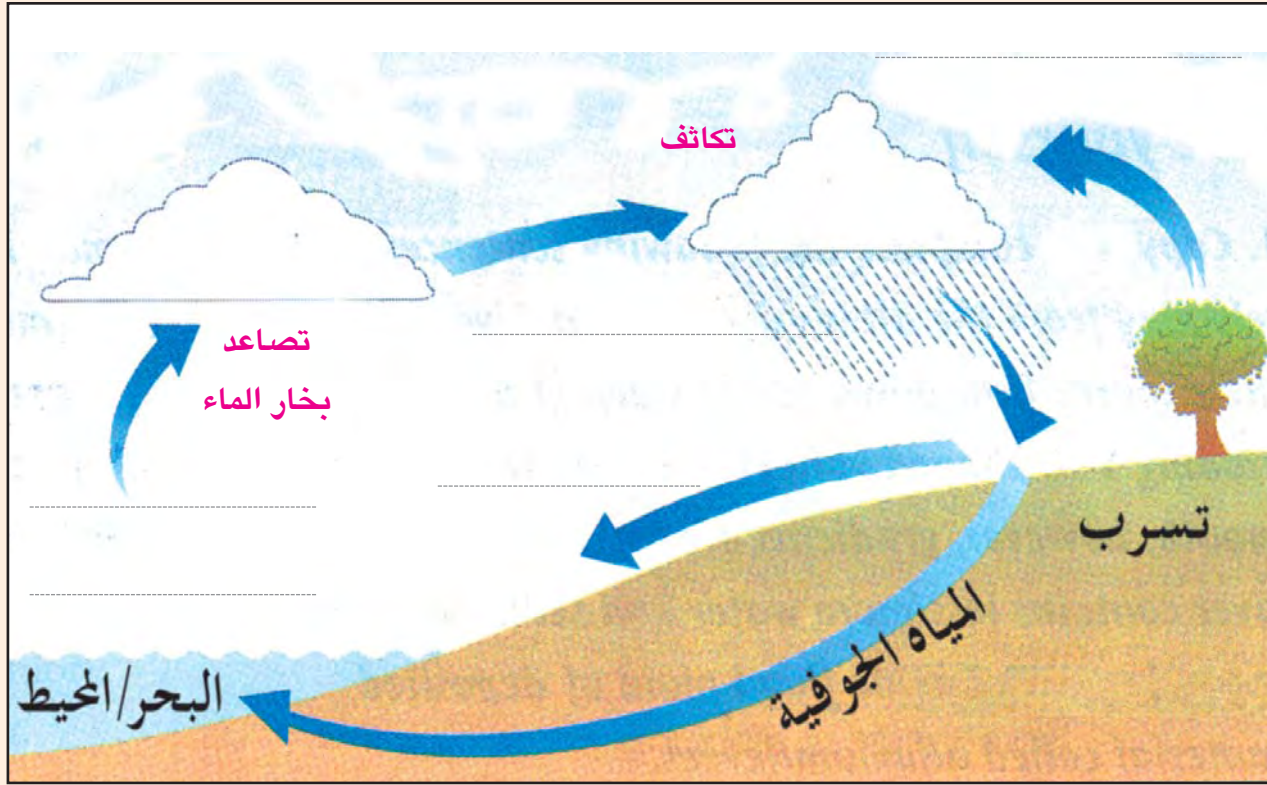 تكاثف
تصاعد
بخار الماء
تسرب
المياه الجوفية
البحر/المحيط